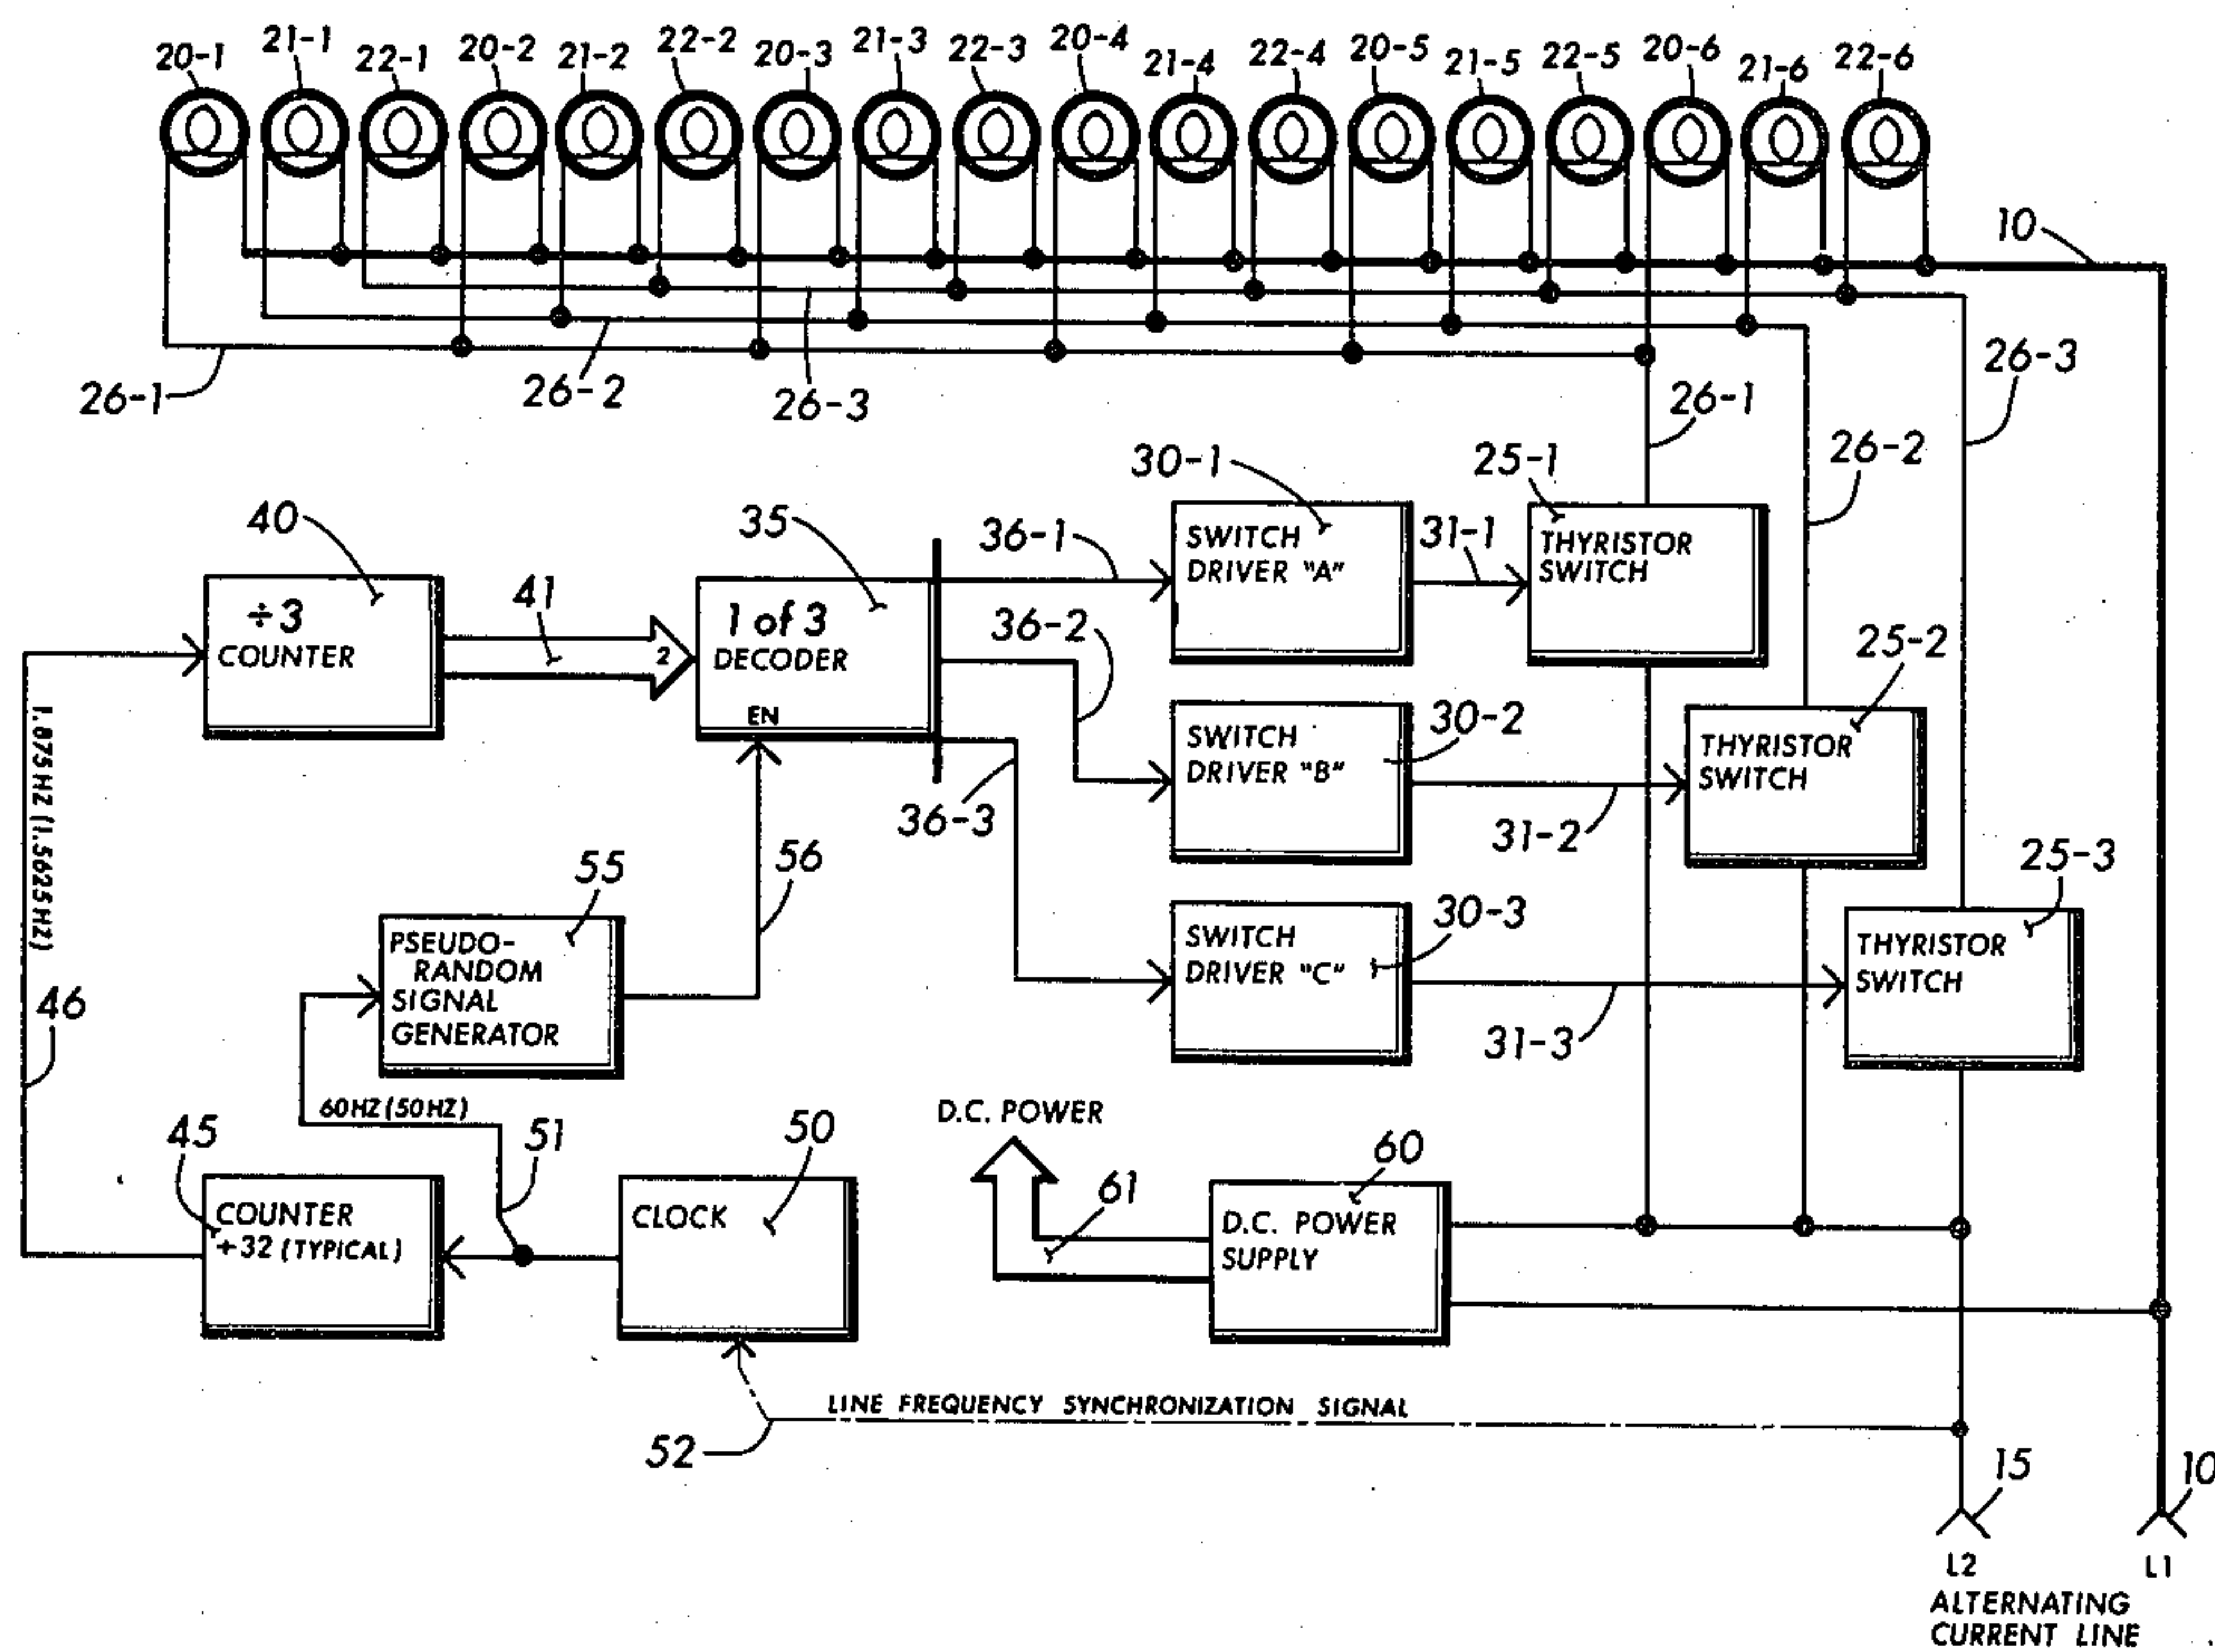 20-1 21-1 22-1 20-2 21-2 22-2 20-3 21-3 22-3 20-4 21-4 22-4 20-5 21-5 22-5 20-6 21-6 22-6
10
26-1
26-2
26-3
26-1
26-3
26-2
30-1
25-1
40
35
36-1
31-1
SWITCH
DRIVER "A"
THYRISTOR
SWITCH
÷3
COUNTER
41
2
1 of 3
DECODER
EN
36-2
25-2
36-3
SWITCH
DRIVER "B"
30-2
31-2
THYRISTOR
SWITCH
1.875HZ (1.5625HZ)
55
56
25-3
PSEUDO-
RANDOM
SIGNAL
GENERATOR
SWITCH
DRIVER "C"
30-3
31-3
THYRISTOR
SWITCH
46
60HZ (50HZ)
45
51
50
D.C. POWER
61
60
COUNTER
÷32 (TYPICAL)
CLOCK
D.C. POWER
SUPPLY
LINE FREQUENCY SYNCHRONIZATION SIGNAL
52
15
10
L2
L1
ALTERNATING
CURRENT LINE